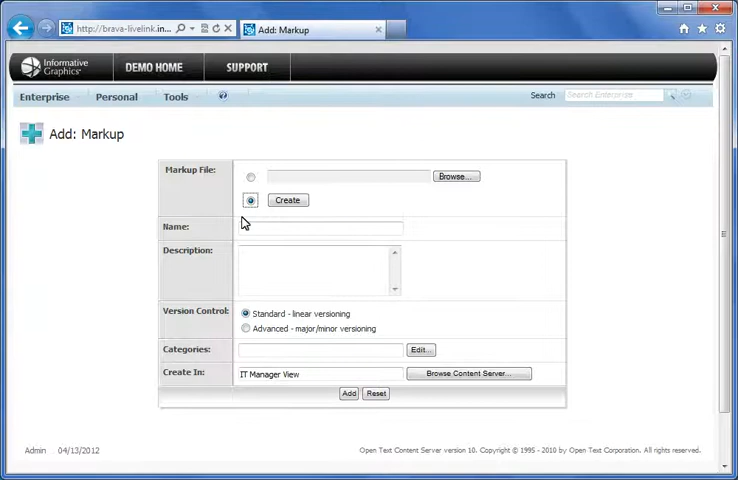 http://brava-livelink.in...
Add: Markup
Informative
Graphics
DEMO HOME
SUPPORT
Enterprise
Personal
Tools
Search
Search Enterprise
Add: Markup
Markup File:
Browse...
Create
Name:
Description:
Version Control:
Standard - linear versioning
Advanced - major/minor versioning
Categories:
Edit...
Create In:
IT Manager View
Browse Content Server...
Add
Reset
Admin
04/13/2012
Open Text Content Server version 10. Copyright © 1995 - 2010 by Open Text Corporation. All rights reserved.